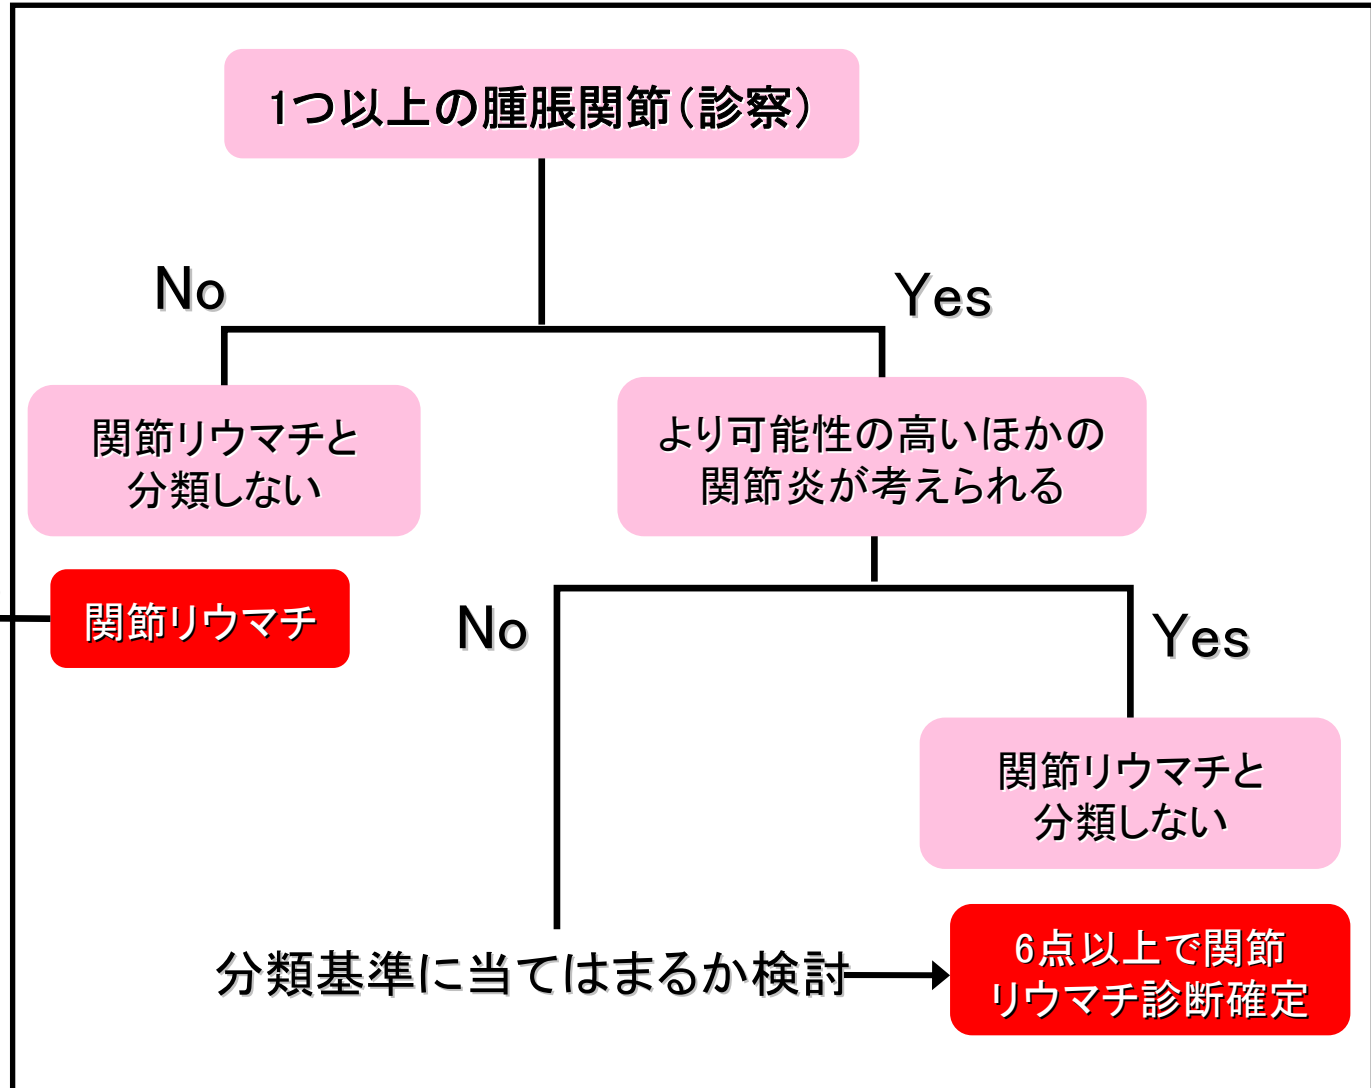 1つ以上の腫脹関節(診察)
No
Yes
関節リウマチと
分類しない
より可能性の高いほかの
関節炎が考えられる
関節リウマチ
No
Yes
関節リウマチと
分類しない
分類基準に当てはまるか検討
6点以上で関節
リウマチ診断確定